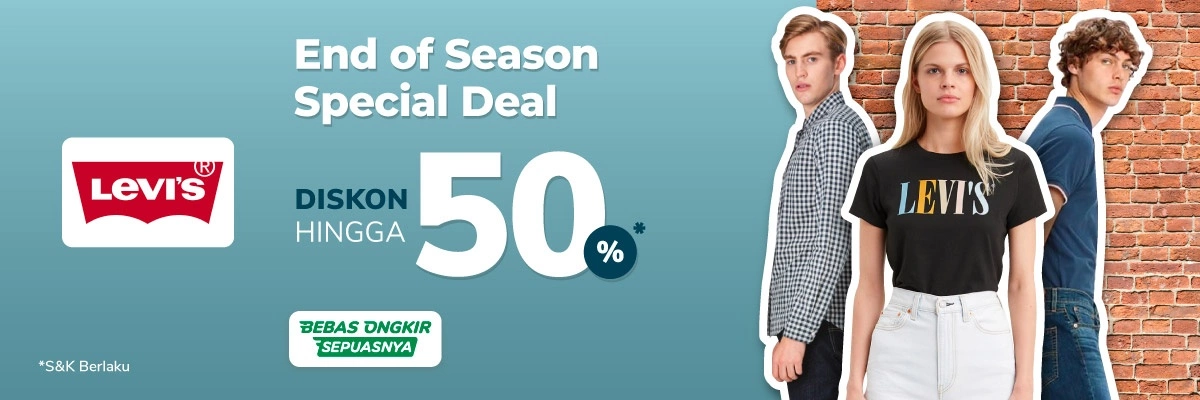 End of Season
Special Deal
LEVI'S®
DISKON
HINGGA
50%*
BEBAS ONGKIR
SEPUASNYA
*S&K Berlaku
LEVI'S